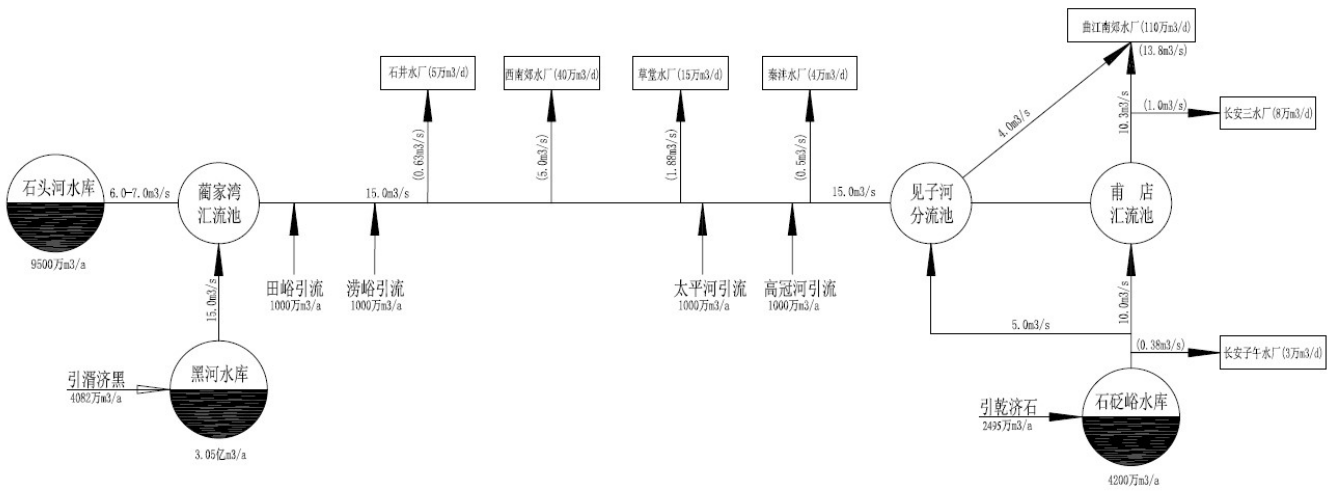 曲江南郊水厂(110万m3/d)
(13.8m3/s)
石井水厂(5万m3/d)
西南郊水厂(40万m3/d)
草堂水厂(15万m3/d)
秦沣水厂(4万m3/d)
4.0m3/s
10.3m3/s
(1.0m3/s)
长安三水厂(8万m3/d)
(0.63m3/s)
(5.0m3/s)
(1.88m3/s)
(0.5m3/s)
石头河水库
6.0-7.0m3/s
蔺家湾
汇流池
15.0m3/s
15.0m3/s
见子河
分流池
甫 店
汇流池
9500万m3/a
15.0m3/s
田峪引流
1000万m3/a
涝峪引流
1000万m3/a
太平河引流
1000万m3/a
高冠河引流
1000万m3/a
10.0m3/s
5.0m3/s
(0.38m3/s)
长安子午水厂(3万m3/d)
引湑济黑
4082万m3/a
黑河水库
3.05亿m3/a
引乾济石
2495万m3/a
石砭峪水库
4200万m3/a